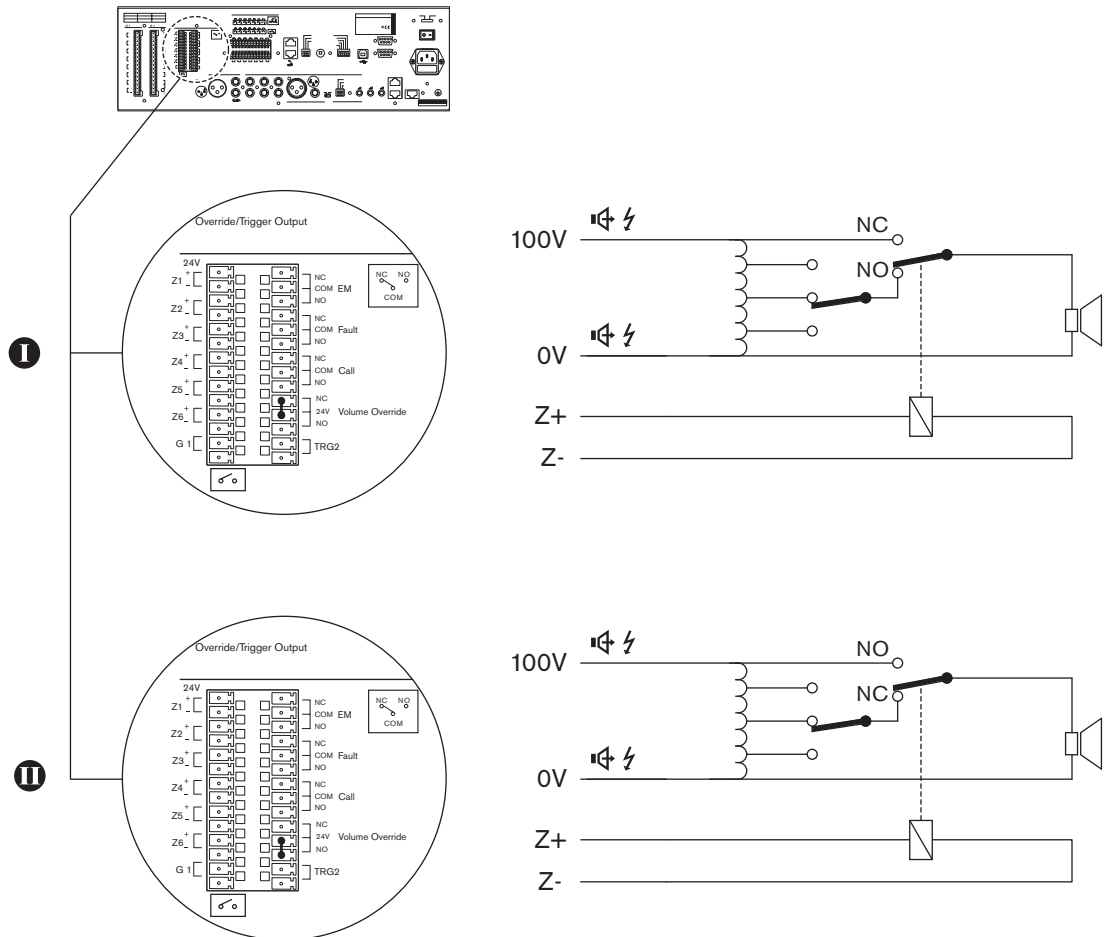 I
Override/Trigger Output
24V
Z1 + -
Z2 + -
Z3 + -
Z4 + -
Z5 + -
Z6 + -
G 1
NC
COM EM
NO
NC
COM Fault
NO
NC
COM Call
NO
NC
24V Volume Override
NO
TRG2
NC NO
COM
100V
NC
NO
0V
Z+
Z-
II
Override/Trigger Output
24V
Z1 + -
Z2 + -
Z3 + -
Z4 + -
Z5 + -
Z6 + -
G 1
NC
COM EM
NO
NC
COM Fault
NO
NC
COM Call
NO
NC
24V Volume Override
NO
TRG2
NC NO
COM
100V
NO
NC
0V
Z+
Z-